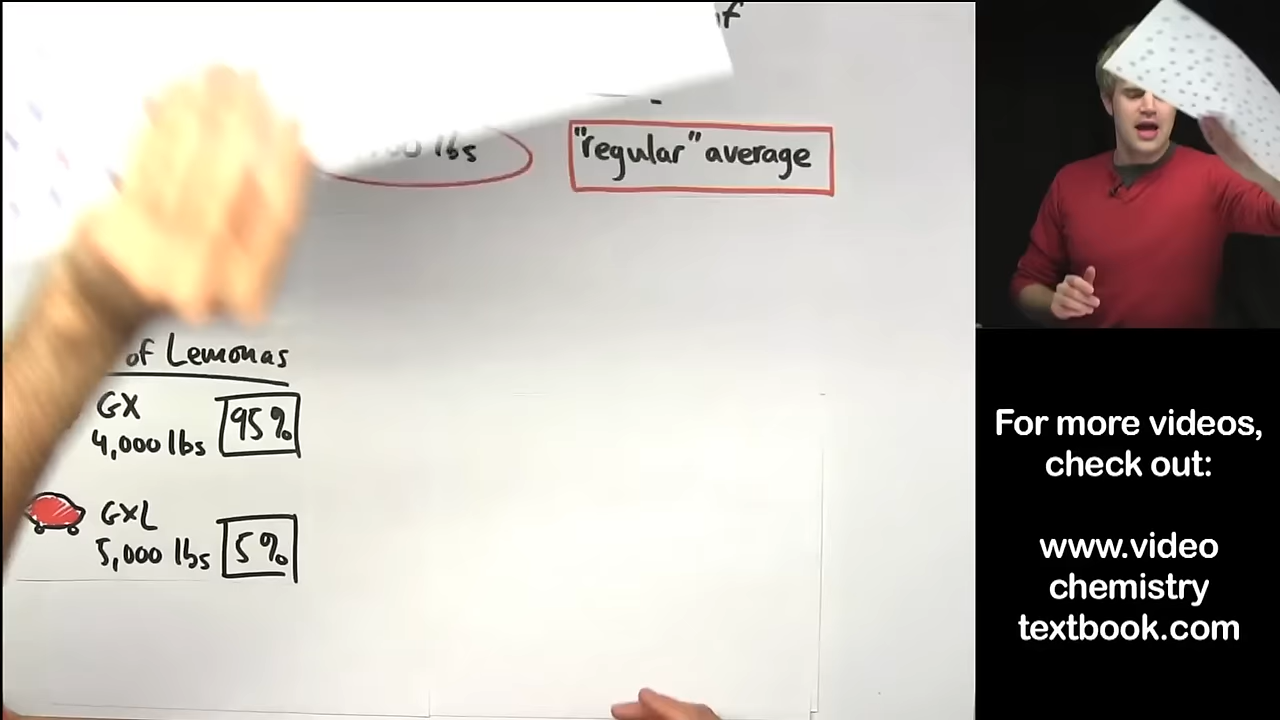 lbs
"regular" average
of Lemonas
GX
4,000 lbs
95%
GXL
5,000 lbs
5%
For more videos,
check out:
www.video
chemistry
textbook.com